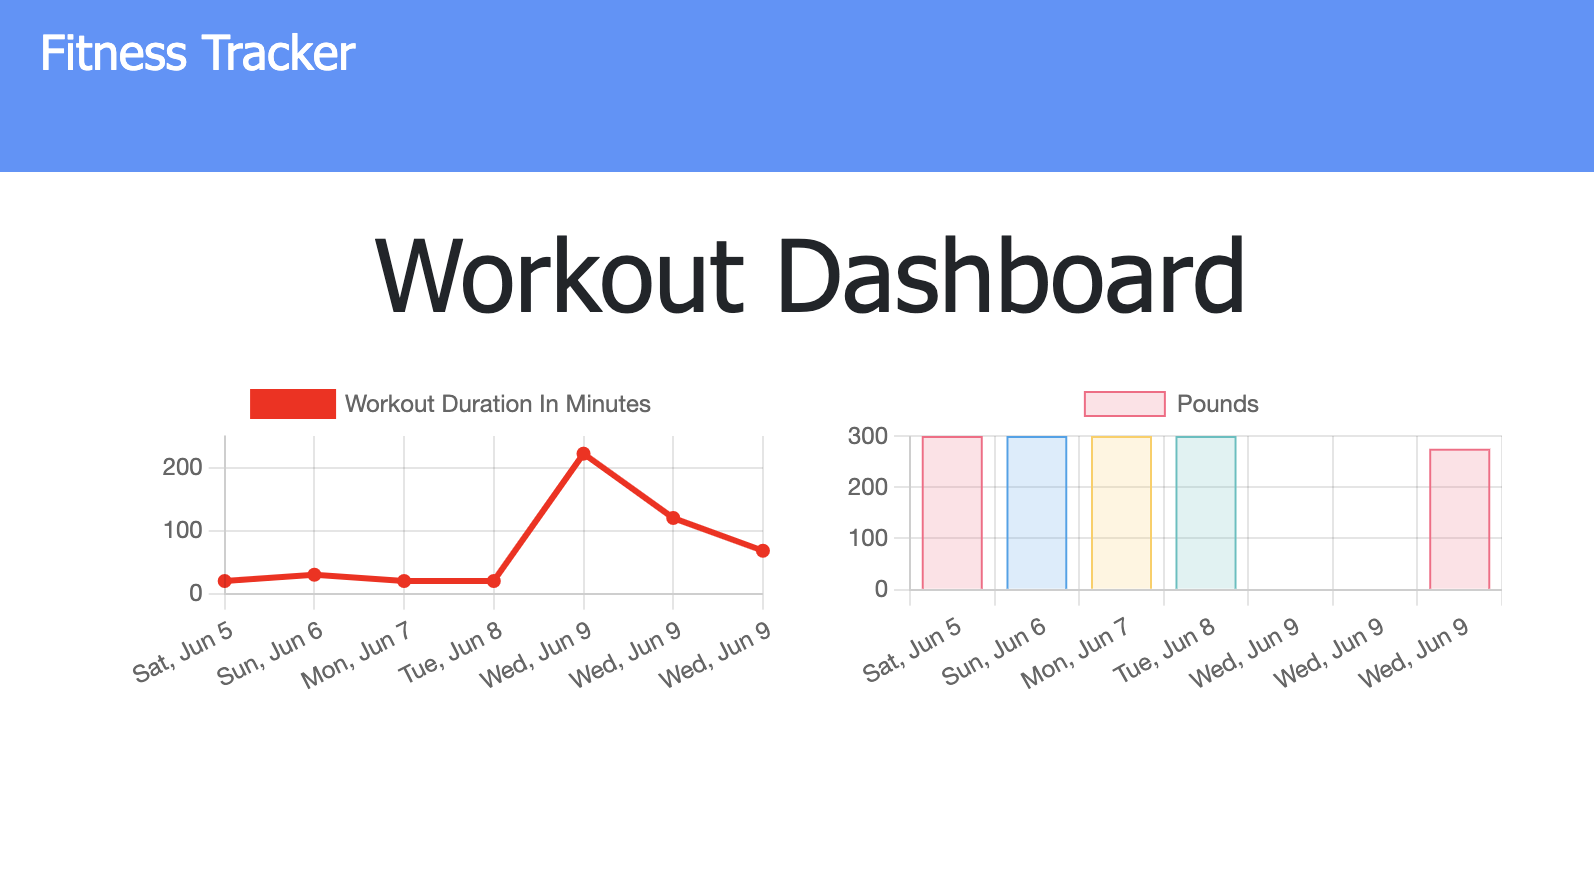 Fitness Tracker
Workout Dashboard
Workout Duration In Minutes
200
100
0
Sat, Jun 5
Sun, Jun 6
Mon, Jun 7
Tue, Jun 8
Wed, Jun 9
Wed, Jun 9
Wed, Jun 9
Pounds
300
200
100
0
Sat, Jun 5
Sun, Jun 6
Mon, Jun 7
Tue, Jun 8
Wed, Jun 9
Wed, Jun 9
Wed, Jun 9